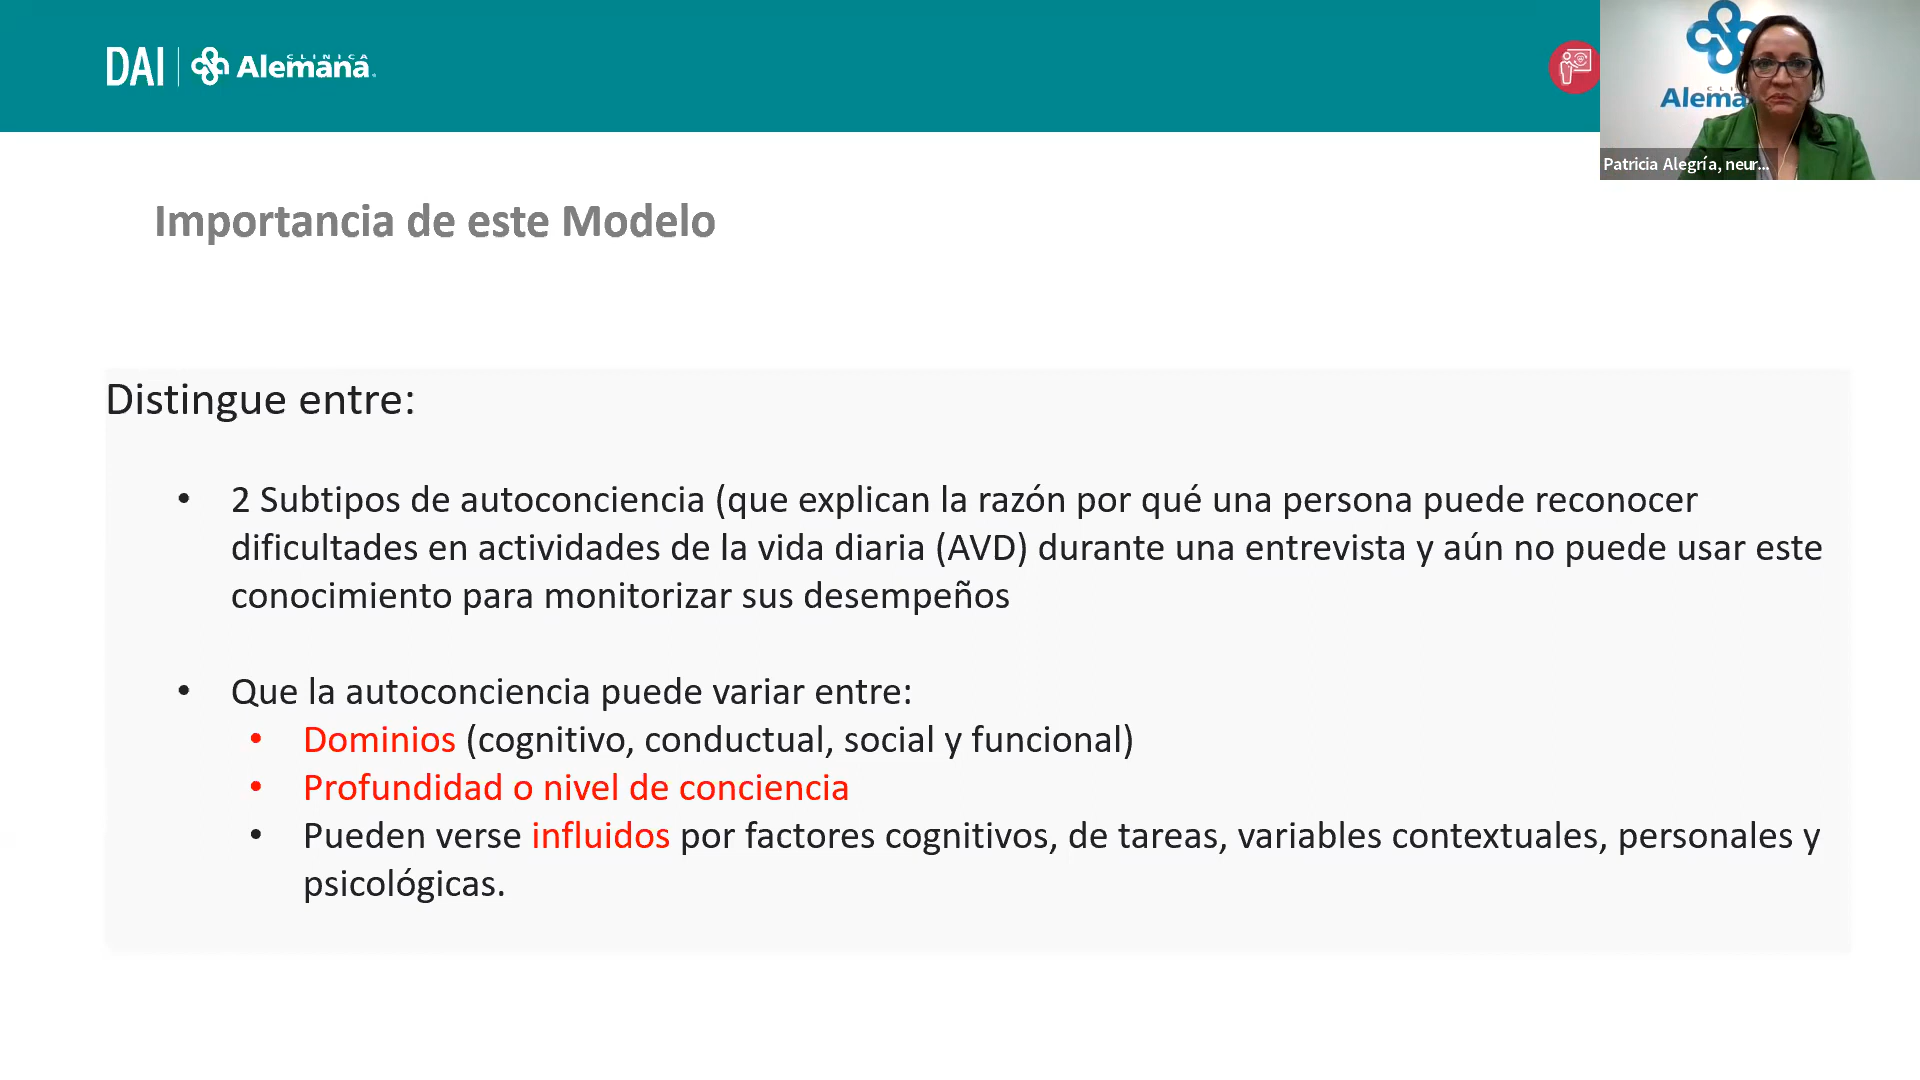 DAI
CLINICA
Alemana
CLI
Alema
Patricia Alegría, neur...
Importancia de este Modelo
Distingue entre:
• 2 Subtipos de autoconciencia (que explican la razón por qué una persona puede reconocer
dificultades en actividades de la vida diaria (AVD) durante una entrevista y aún no puede usar este
conocimiento para monitorizar sus desempeños
• Que la autoconciencia puede variar entre:
• Dominios (cognitivo, conductual, social y funcional)
• Profundidad o nivel de conciencia
• Pueden verse influidos por factores cognitivos, de tareas, variables contextuales, personales y
psicológicas.